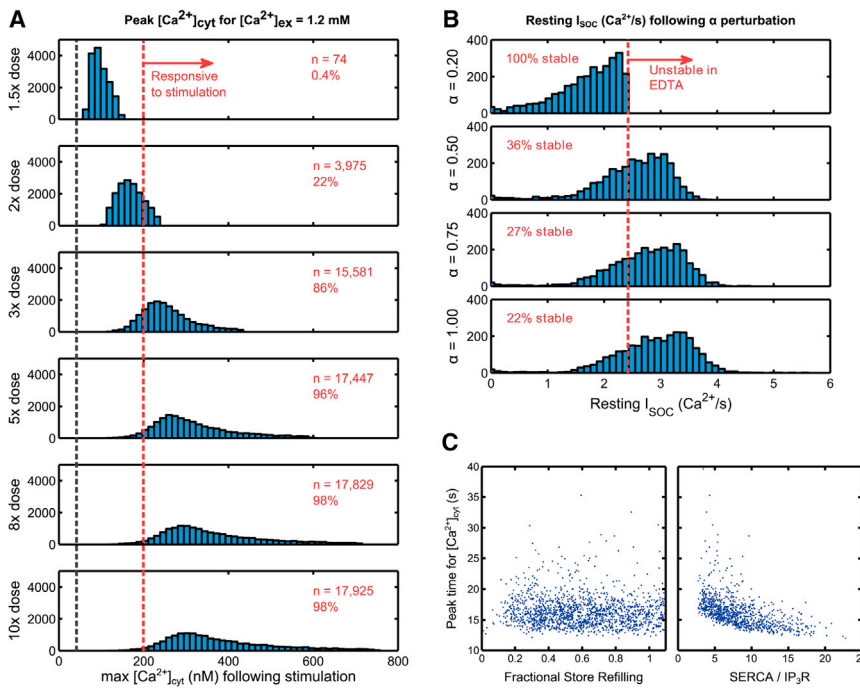 A
Peak [Ca²⁺]cyt for [Ca²⁺]ex = 1.2 mM
1.5x dose
4000
2000
0
Responsive
to stimulation
n = 74
0.4%
2x dose
4000
2000
0
n = 3,975
22%
3x dose
4000
2000
0
n = 15,581
86%
5x dose
4000
2000
0
n = 17,447
96%
8x dose
4000
2000
0
n = 17,829
98%
10x dose
4000
2000
0
n = 17,925
98%
0 200 400 600 800
max [Ca²⁺]cyt (nM) following stimulation
B
Resting ISOC (Ca²⁺/s) following α perturbation
α = 0.20
400
200
0
100% stable
Unstable in
EDTA
α = 0.50
400
200
0
36% stable
α = 0.75
400
200
0
27% stable
α = 1.00
400
200
0
22% stable
0 1 2 3 4 5 6
Resting ISOC (Ca²⁺/s)
C
Peak time for [Ca²⁺]cyt (s)
40
35
30
25
20
15
10
0 0.2 0.4 0.6 0.8 1
Fractional Store Refilling
5 10 15 20 2
SERCA / IP₃R